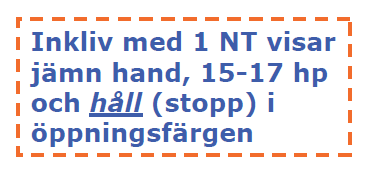 Inkliv med 1 NT visar
jämn hand, 15-17 hp
och håll (stopp) i
öppningsfärgen